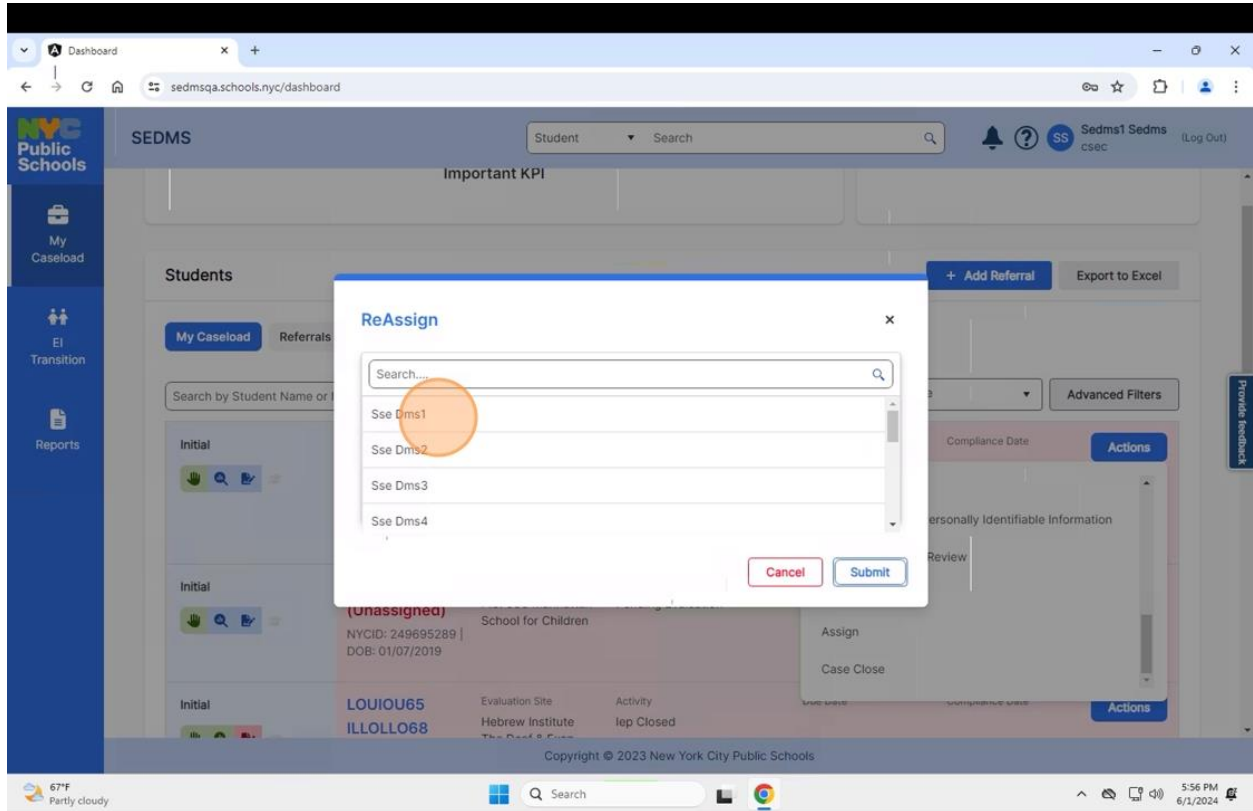 Dashboard
sedmsqa.schools.nyc/dashboard
NYC
Public
Schools
SEDMS
Student
Search
SS
Sedms1 Sedms
csec
(Log Out)
Important KPI
My
Caseload
EI
Transition
Reports
Students
+ Add Referral
Export to Excel
My Caseload
Referrals
Search by Student Name or
Advanced Filters
Provide feedback
ReAssign
Search....
Sse Dms1
Sse Dms2
Sse Dms3
Sse Dms4
Cancel
Submit
Initial
Compliance Date
Actions
ersonally Identifiable Information
Review
Assign
Case Close
Initial
(Unassigned)
NYCID: 249695289 |
DOB: 01/07/2019
School for Children
Initial
LOUIOU65
ILLOLLO68
Evaluation Site
Hebrew Institute
Activity
Iep Closed
Due Date
Compliance Date
Actions
Copyright © 2023 New York City Public Schools
67°F
Partly cloudy
Search
5:56 PM
6/1/2024